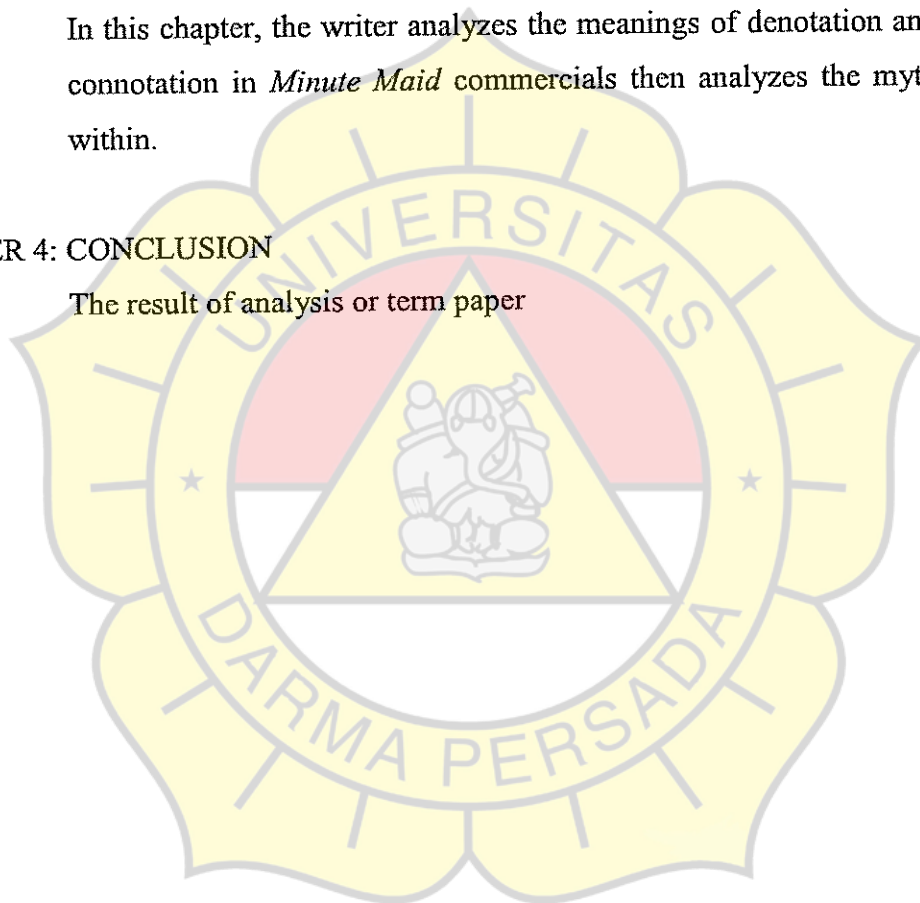 In this chapter, the writer analyzes the meanings of denotation an
connotation in Minute Maid commercials then analyzes the myt
within.
ER 4: CONCLUSION
The result of analysis or term paper
UNIVERSITAS
DARMA PERSADA